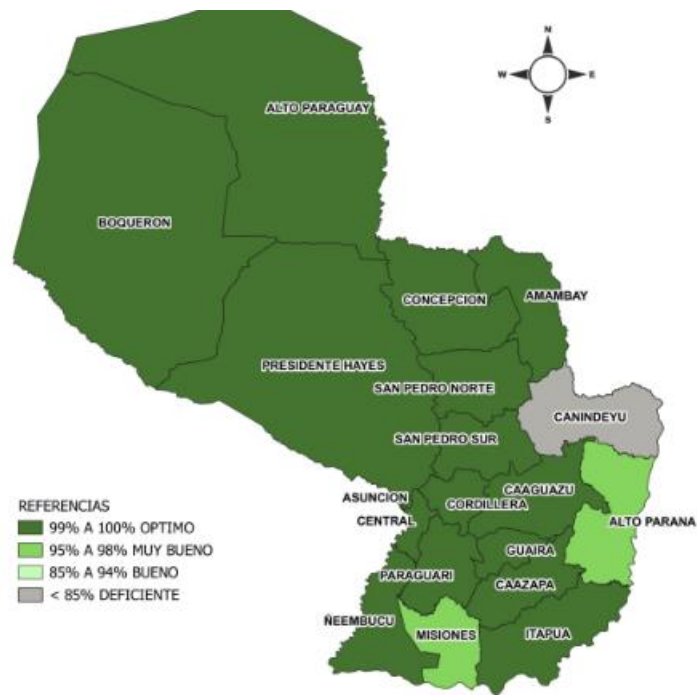 N
W E
S
ALTO PARAGUAY
BOQUERON
CONCEPCION
AMAMBAY
PRESIDENTE HAYES
SAN PEDRO NORTE
CANINDEYU
SAN PEDRO SUR
CAAGUAZU
ASUNCION
CORDILLERA
CENTRAL
ALTO PARANA
GUAIRA
PARAGUARI
CAAZAPA
ÑEEMBUCU
MISIONES
ITAPUA
REFERENCIAS
99% A 100% OPTIMO
95% A 98% MUY BUENO
85% A 94% BUENO
< 85% DEFICIENTE